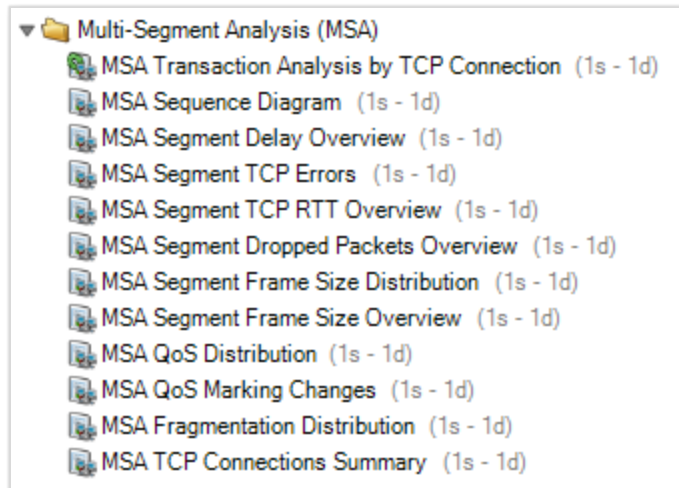 Multi-Segment Analysis (MSA)
MSA Transaction Analysis by TCP Connection (1s - 1d)
MSA Sequence Diagram (1s - 1d)
MSA Segment Delay Overview (1s - 1d)
MSA Segment TCP Errors (1s - 1d)
MSA Segment TCP RTT Overview (1s - 1d)
MSA Segment Dropped Packets Overview (1s - 1d)
MSA Segment Frame Size Distribution (1s - 1d)
MSA Segment Frame Size Overview (1s - 1d)
MSA QoS Distribution (1s - 1d)
MSA QoS Marking Changes (1s - 1d)
MSA Fragmentation Distribution (1s - 1d)
MSA TCP Connections Summary (1s - 1d)